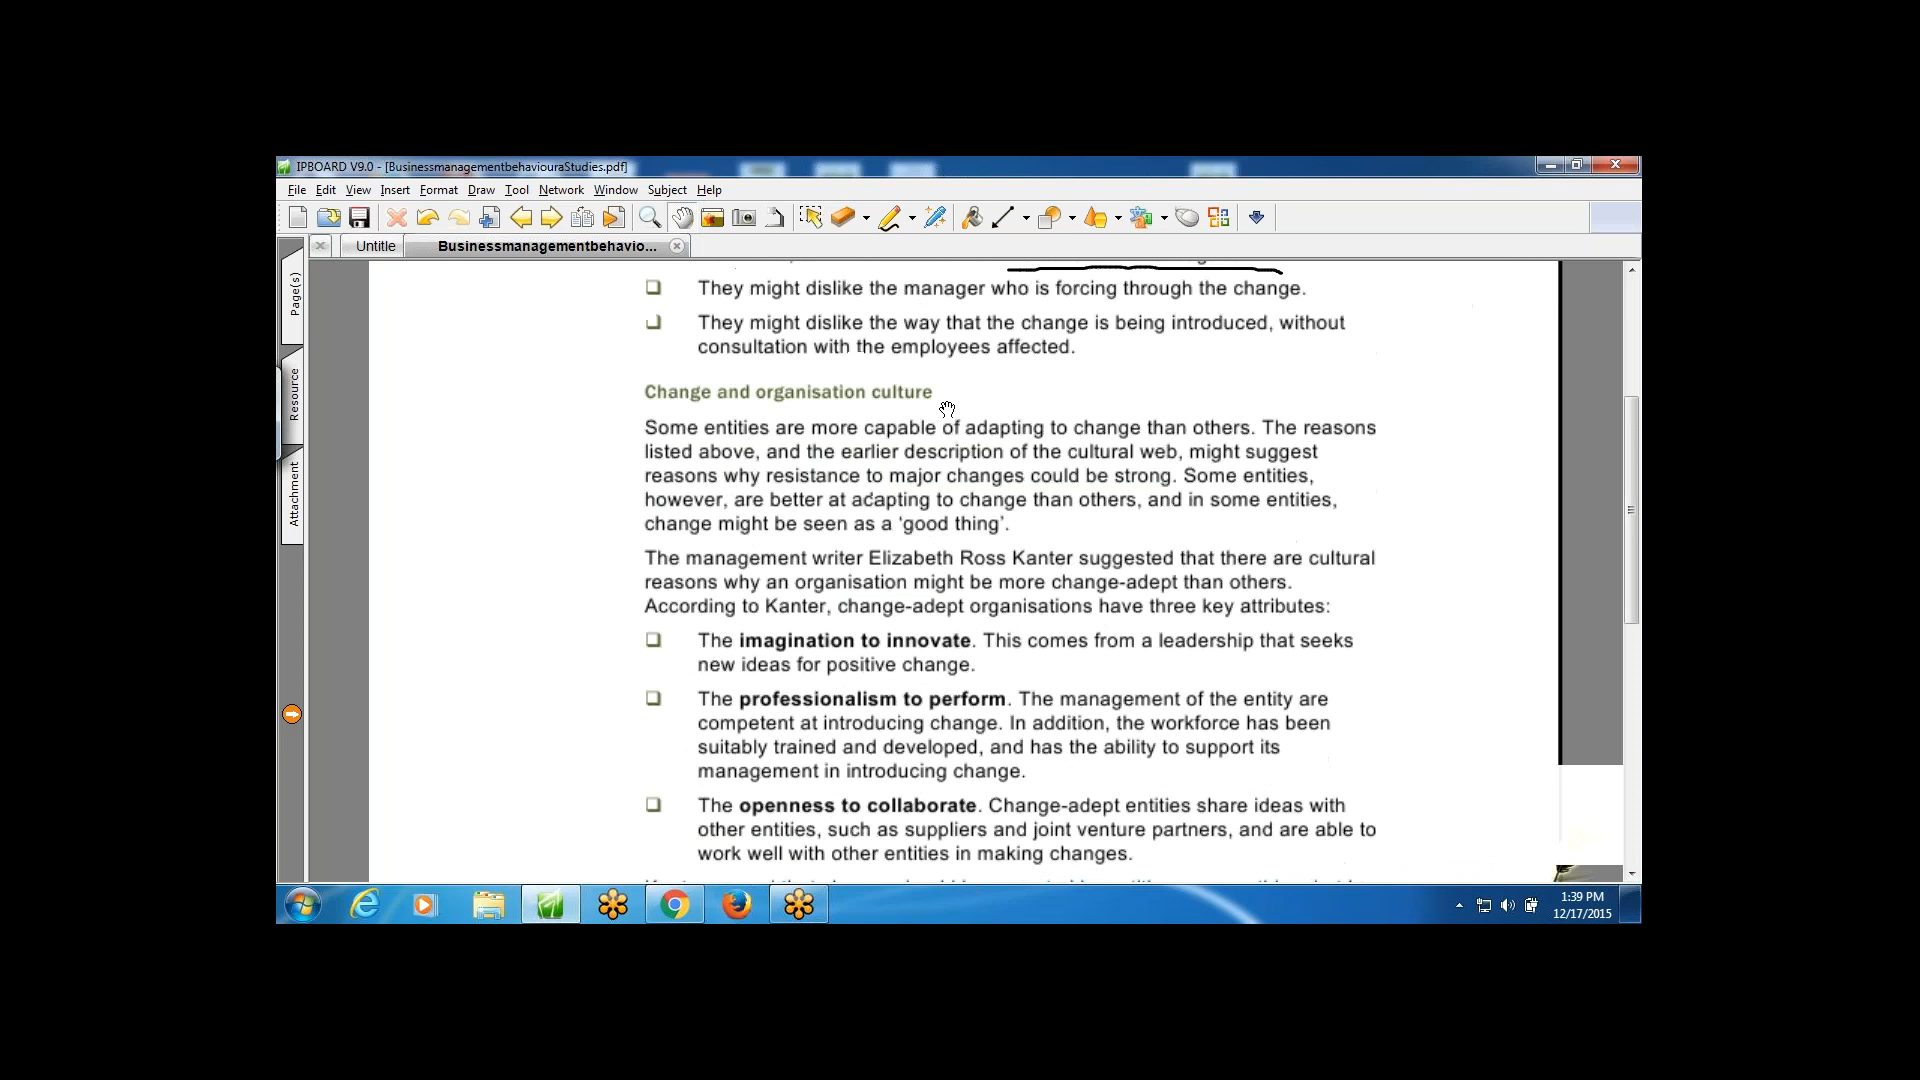 IPBOARD V9.0 - [BusinessmanagementbehaviouraStudies.pdf]
File Edit View Insert Format Draw Tool Network Window Subject Help
Untitle Businessmanagementbehavio...
Page(s)
Resource
Attachment
They might dislike the manager who is forcing through the change.
They might dislike the way that the change is being introduced, without
consultation with the employees affected.
Change and organisation culture
Some entities are more capable of adapting to change than others. The reasons
listed above, and the earlier description of the cultural web, might suggest
reasons why resistance to major changes could be strong. Some entities,
however, are better at adapting to change than others, and in some entities,
change might be seen as a ‘good thing’.
The management writer Elizabeth Ross Kanter suggested that there are cultural
reasons why an organisation might be more change-adept than others.
According to Kanter, change-adept organisations have three key attributes:
The imagination to innovate. This comes from a leadership that seeks
new ideas for positive change.
The professionalism to perform. The management of the entity are
competent at introducing change. In addition, the workforce has been
suitably trained and developed, and has the ability to support its
management in introducing change.
The openness to collaborate. Change-adept entities share ideas with
other entities, such as suppliers and joint venture partners, and are able to
work well with other entities in making changes.
1:39 PM
12/17/2015